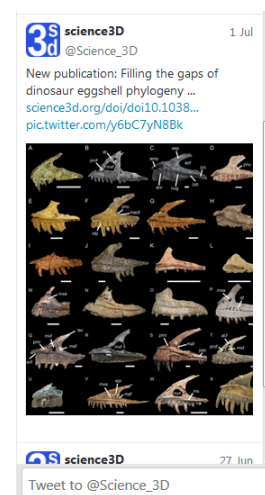 science3D
1 Jul
@Science_3D
New publication: Filling the gaps of
dinosaur eggshell phylogeny ...
science3d.org/doi/doi10.1038...
pic.twitter.com/y6bC7yN8Bk
A B C D
E F G H
I J K L
M N O P
Q R S T
U V W X
science3D
27 Jun
Tweet to @Science_3D